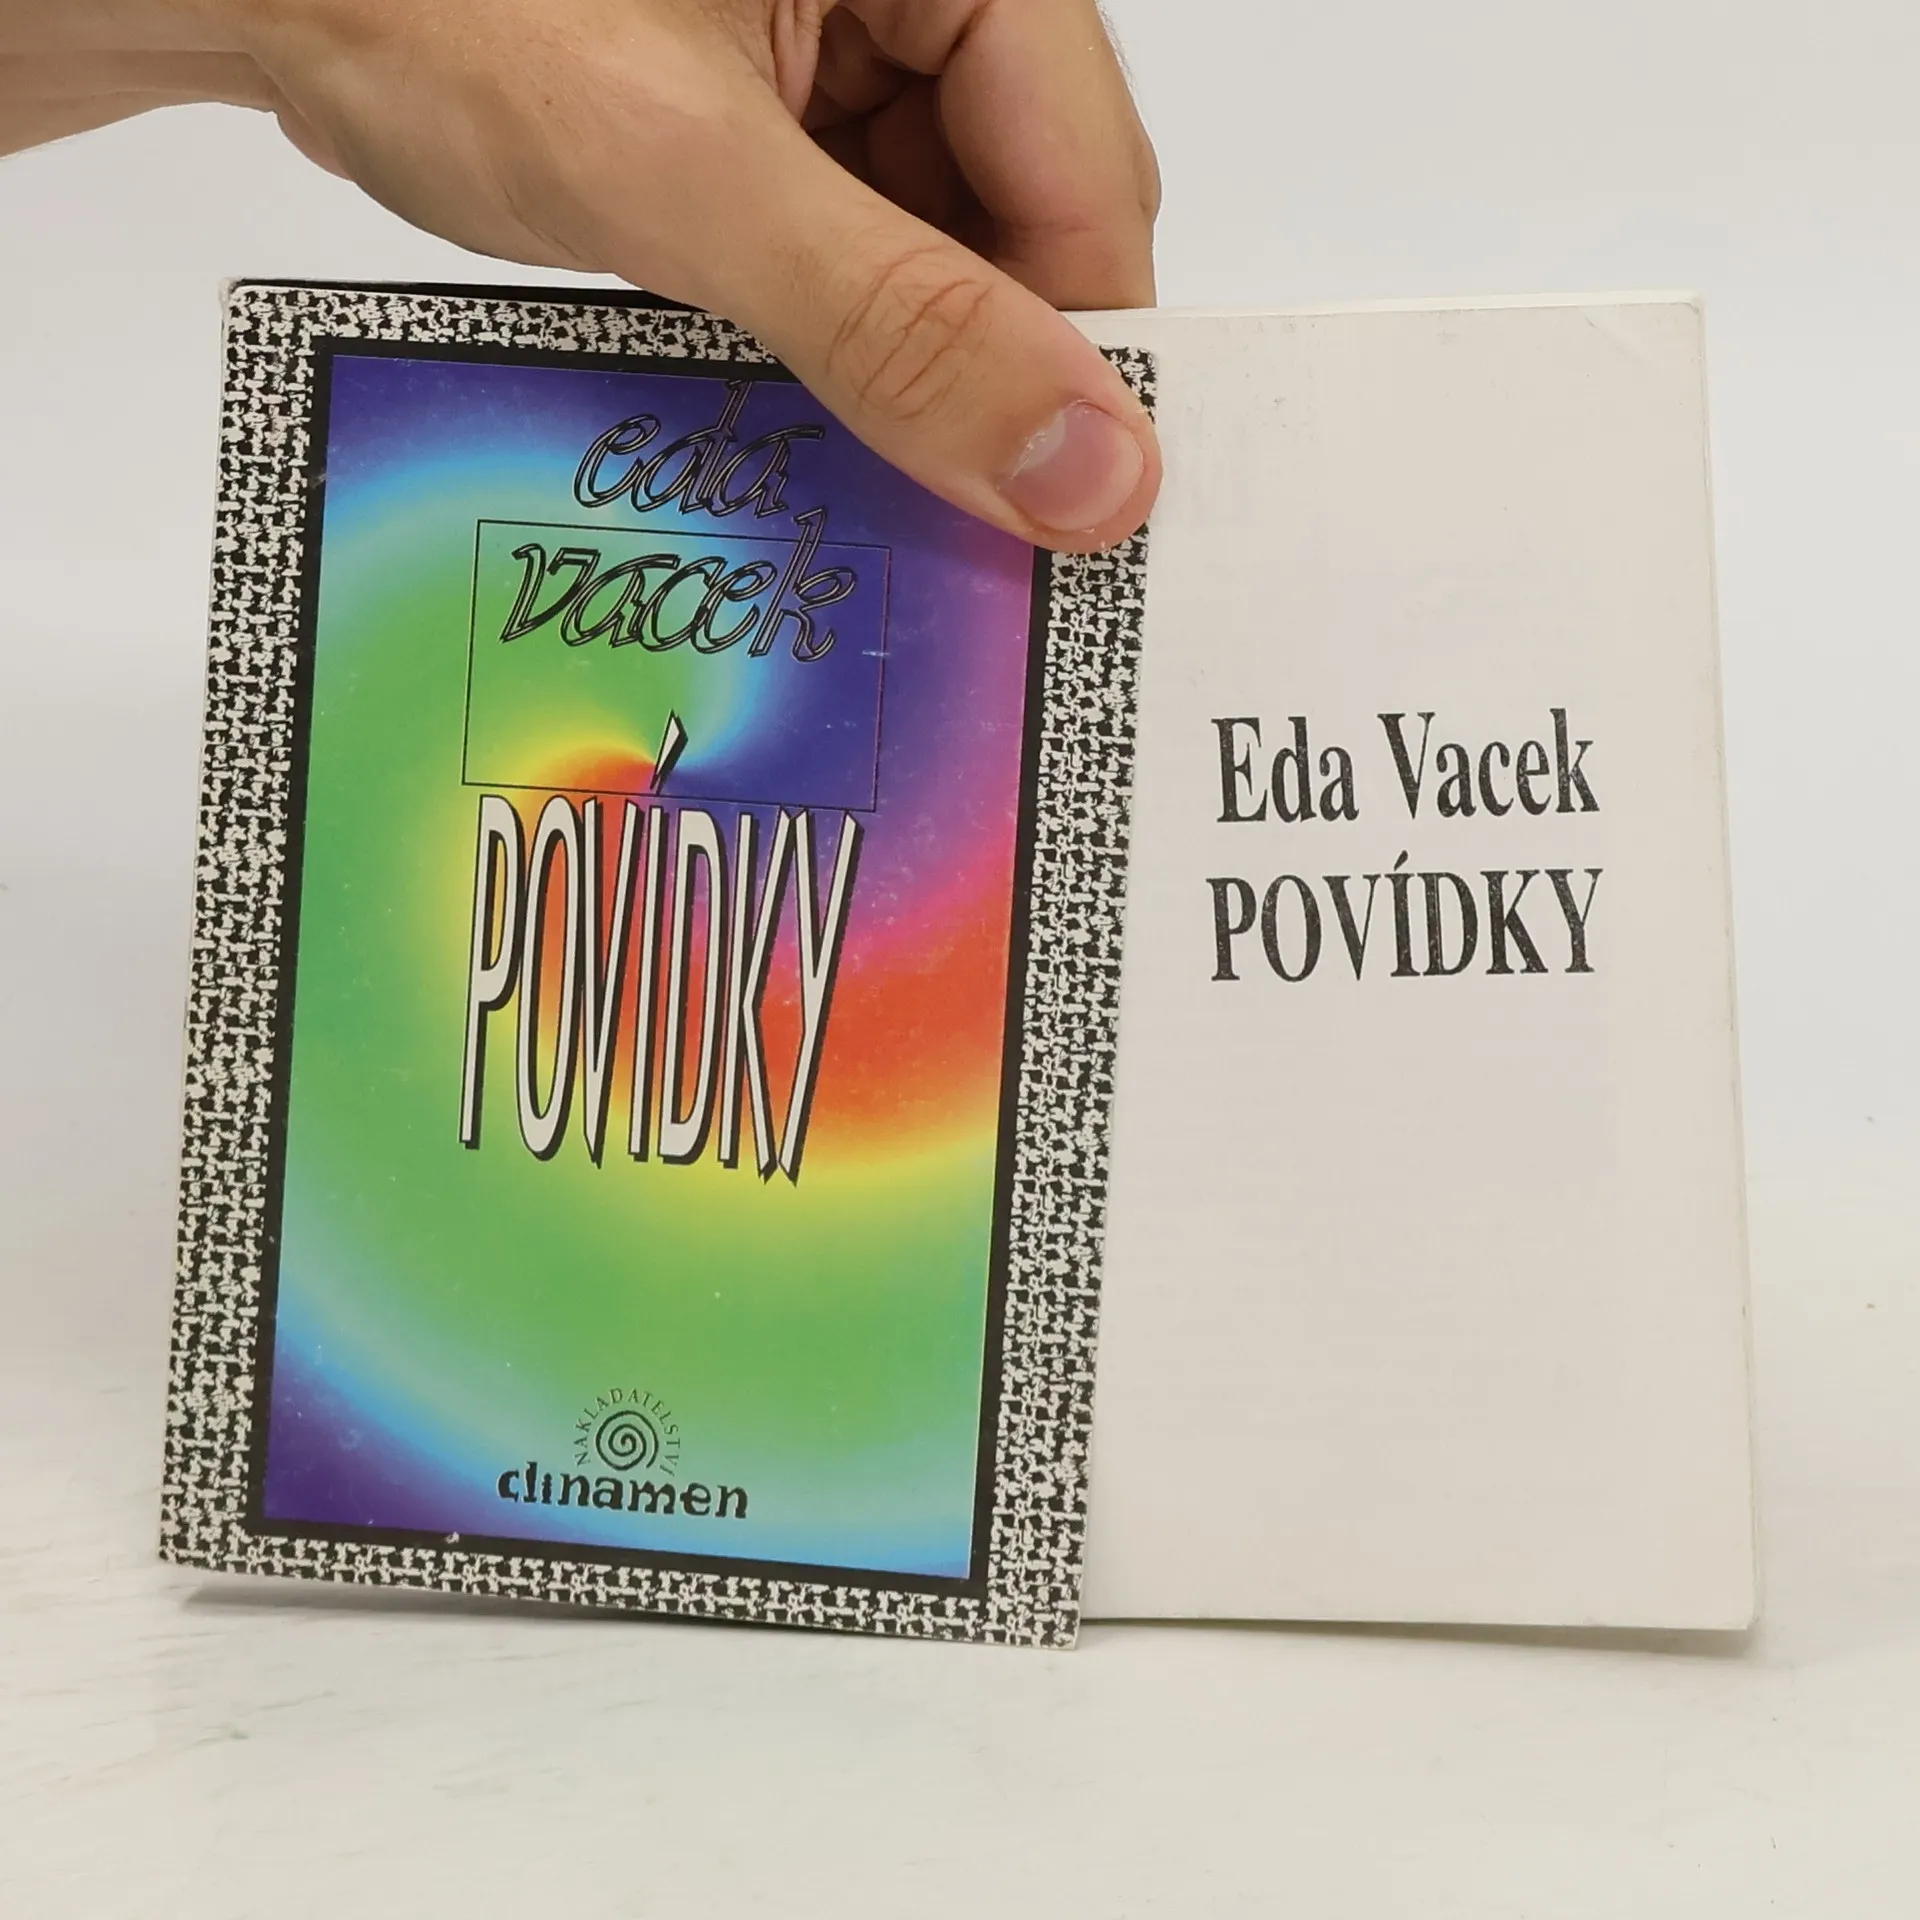 eda
vacek
POVÍDKY
NAKLADATELSTVÍ
clinamen
Eda Vacek
POVÍDKY